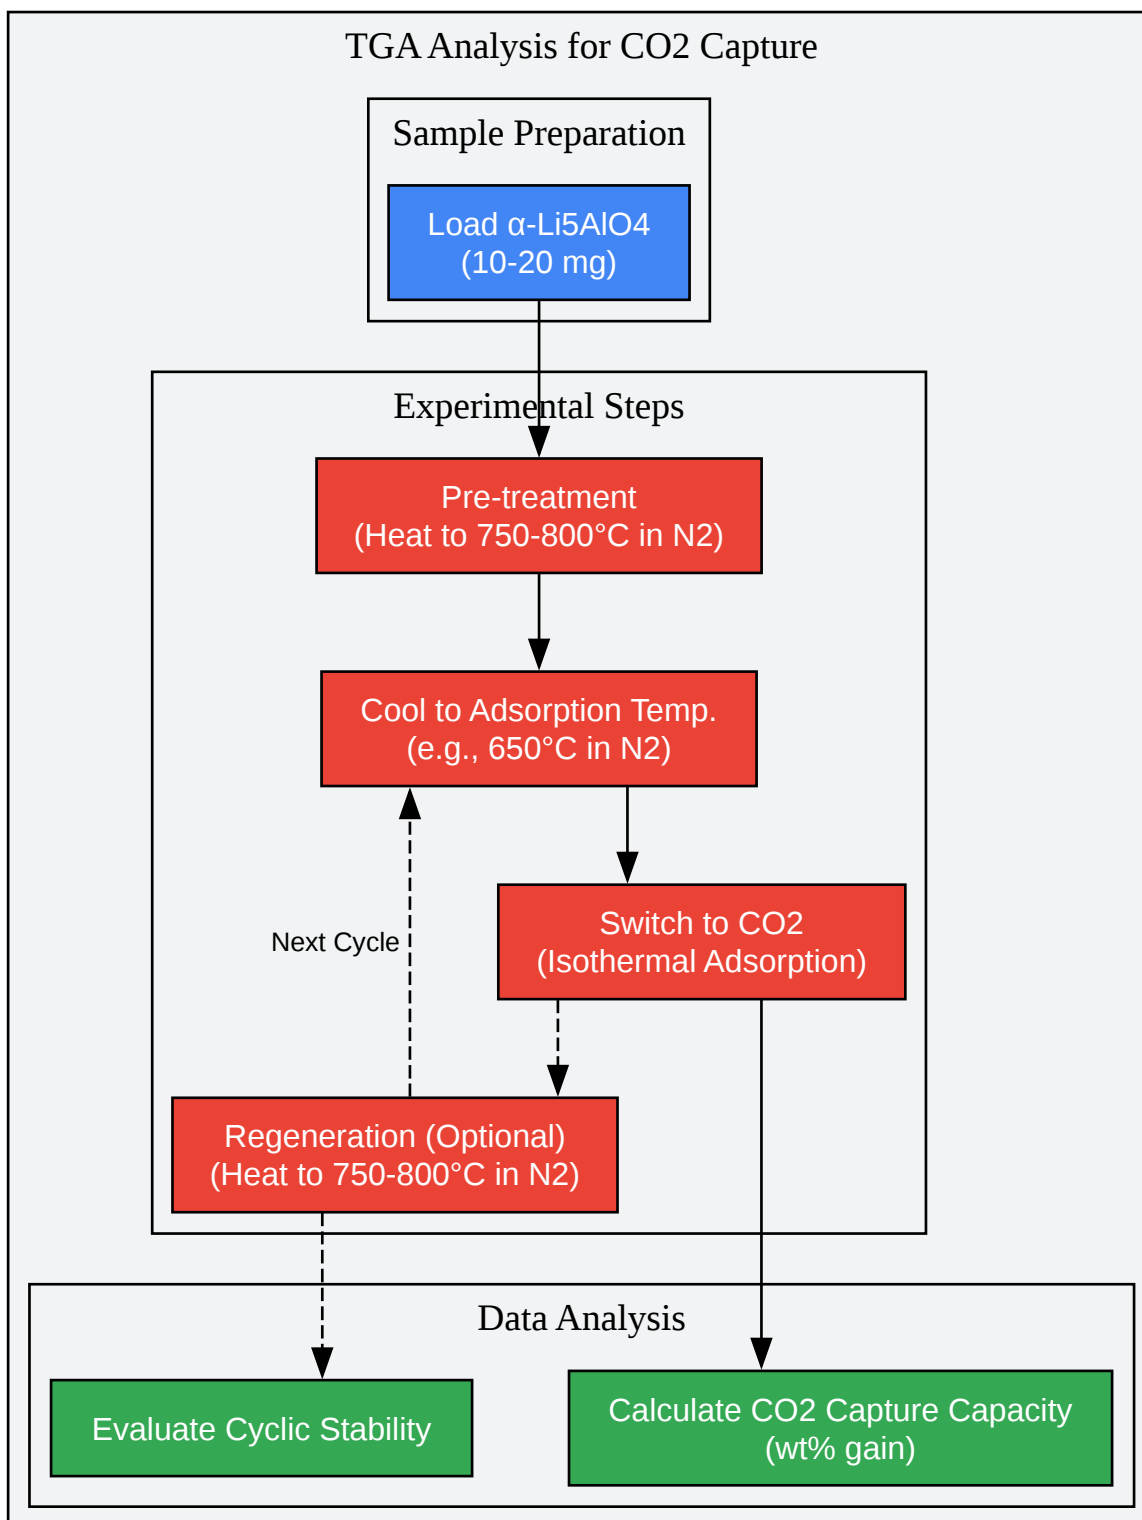 TGA Analysis for CO2 Capture
Sample Preparation
Load α-Li5AlO4
(10-20 mg)
Experimental Steps
Pre-treatment
(Heat to 750-800°C in N2)
Cool to Adsorption Temp.
(e.g., 650°C in N2)
Switch to CO2
(Isothermal Adsorption)
Next Cycle
Regeneration (Optional)
(Heat to 750-800°C in N2)
Data Analysis
Evaluate Cyclic Stability
Calculate CO2 Capture Capacity
(wt% gain)